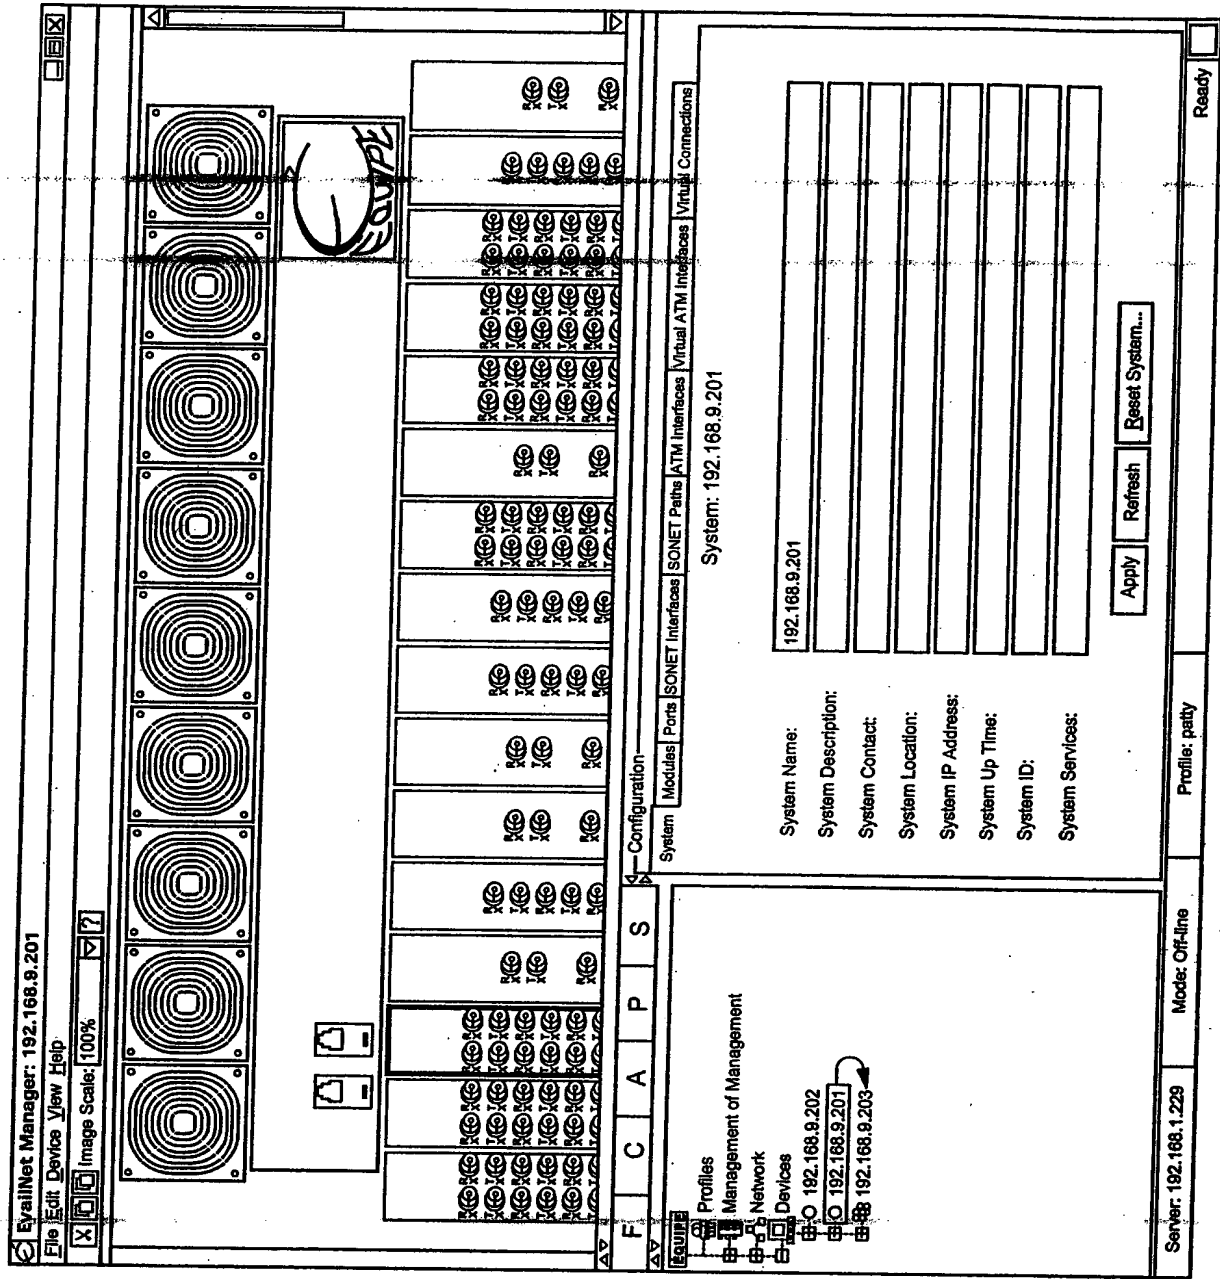 EvailNet Manager: 192.168.9.201
File Edit Device View Help
X Image Scale: 100% ?
EQUIPE
F C A P S
EQUIPE
Profiles
Management of Management
Network
Devices
192.168.9.202
192.168.9.201
192.168.9.203
Configuration
System Modules Ports SONET Interfaces SONET Paths ATM Interfaces Virtual ATM Interfaces Virtual Connections
System: 192.168.9.201
System Name: 192.168.9.201
System Description:
System Contact:
System Location:
System IP Address:
System Up Time:
System ID:
System Services:
Apply Refresh Reset System...
Server: 192.168.1.229 Mode: Off-line Profile: patty Ready